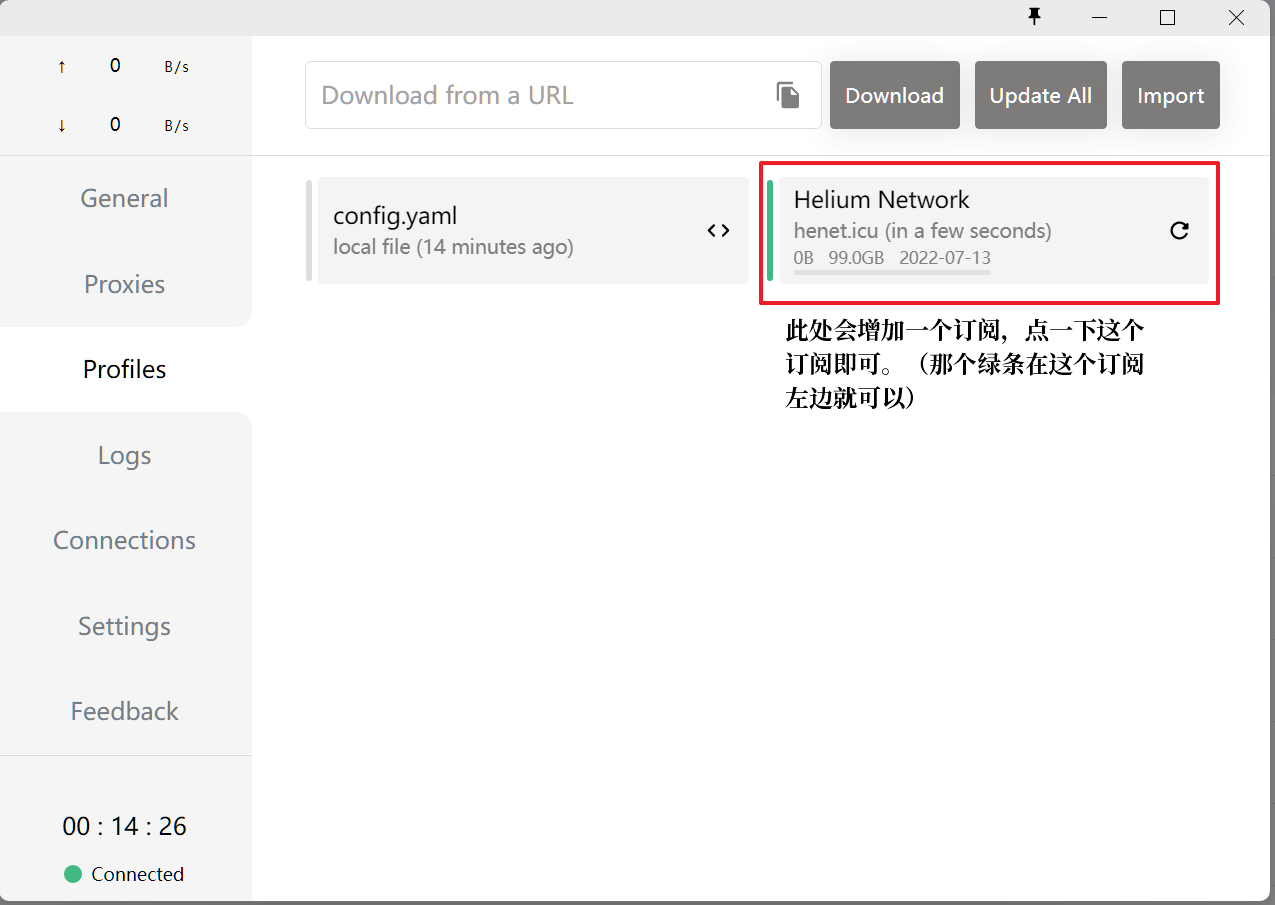 ↑ 0 B/s
↓ 0 B/s
Download from a URL
Download
Update All
Import
General
Proxies
Profiles
Logs
Connections
Settings
Feedback
00 : 14 : 26
Connected
config.yaml
local file (14 minutes ago)
Helium Network
henet.icu (in a few seconds)
0B 99.0GB 2022-07-13
此处会增加一个订阅，点一下这个
订阅即可。（那个绿条在这个订阅
左边就可以）